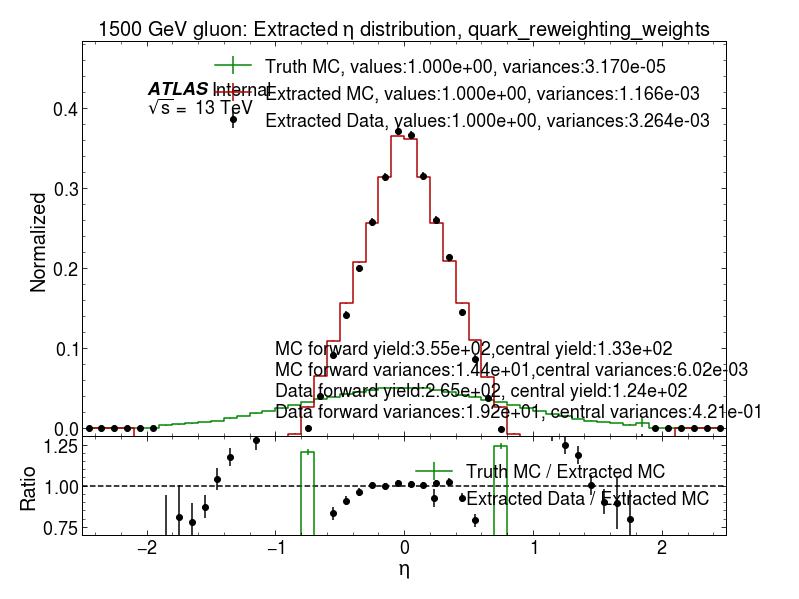 1500 GeV gluon: Extracted η distribution, quark_reweighting_weights
Truth MC, values:1.000e+00, variances:3.170e-05
ATLAS Internal
Extracted MC, values:1.000e+00, variances:1.166e-03
√s = 13 TeV
Extracted Data, values:1.000e+00, variances:3.264e-03
0.4
0.3
0.2
0.1
0.0
Normalized
MC forward yield:3.55e+02,central yield:1.33e+02
MC forward variances:1.44e+01,central variances:6.02e-03
Data forward yield:2.65e+02, central yield:1.24e+02
Data forward variances:1.92e+01, central variances:4.21e-01
1.25
1.00
0.75
Ratio
Truth MC / Extracted MC
Extracted Data / Extracted MC
−2 −1 0 1 2
η